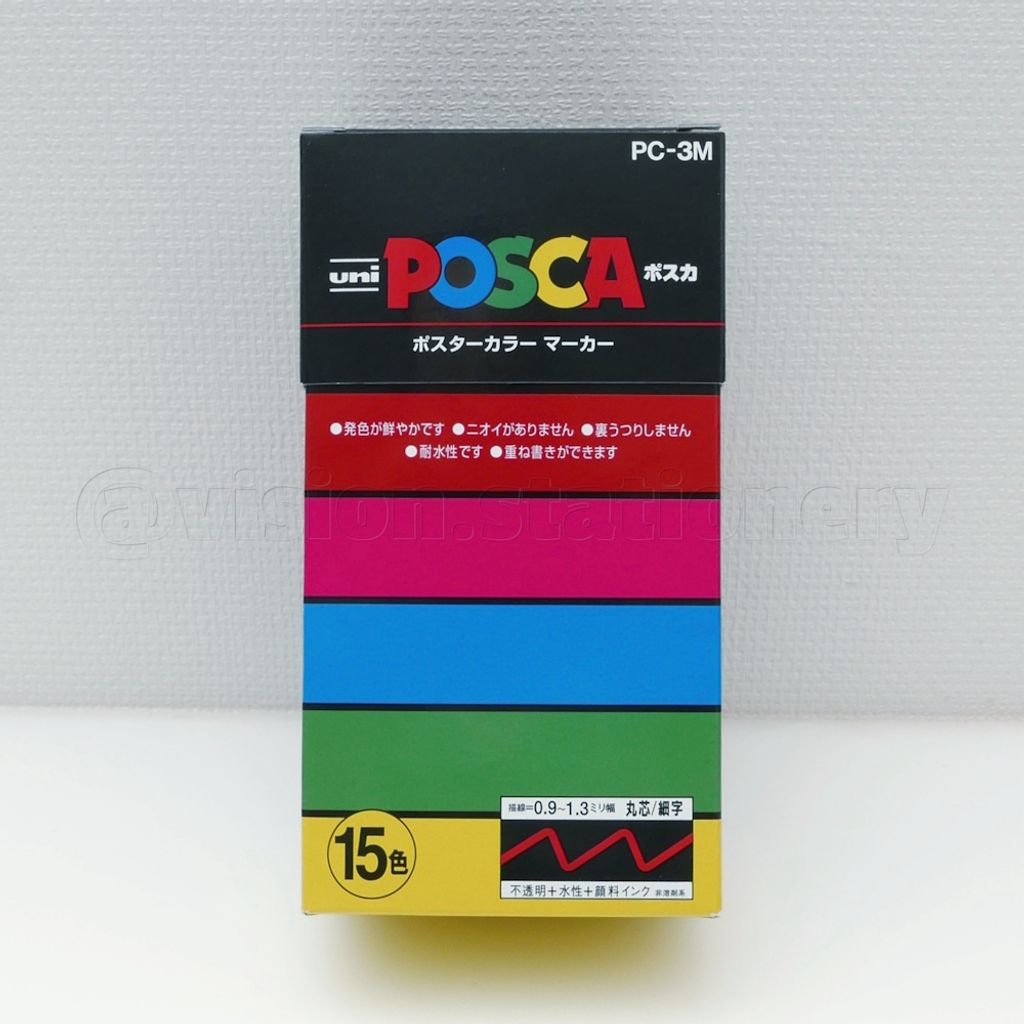 PC-3M
uni POSCA ポスカ
ポスターカラー マーカー
●発色が鮮やかです ●ニオイがありません ●裏うつりしません
●耐水性です ●重ね書きができます
@vision.stationery
描線=0.9~1.3ミリ幅 丸芯/細字
15色
不透明+水性+顔料インク 非溶剤系